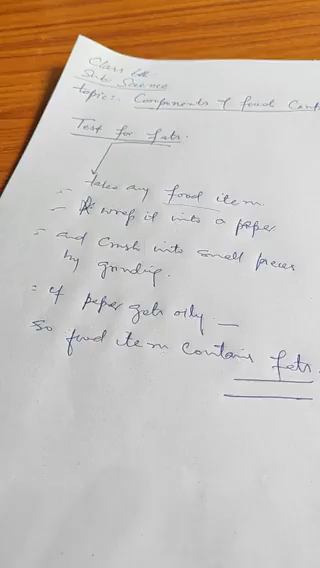 Class 6th
Sub: Science
topic: Components of food Cont
Test for fats.
- take any food item.
- wrap it into a paper
- and Crush into small pieces
by grinding.
- if paper gets oily —
So food item contains fats.